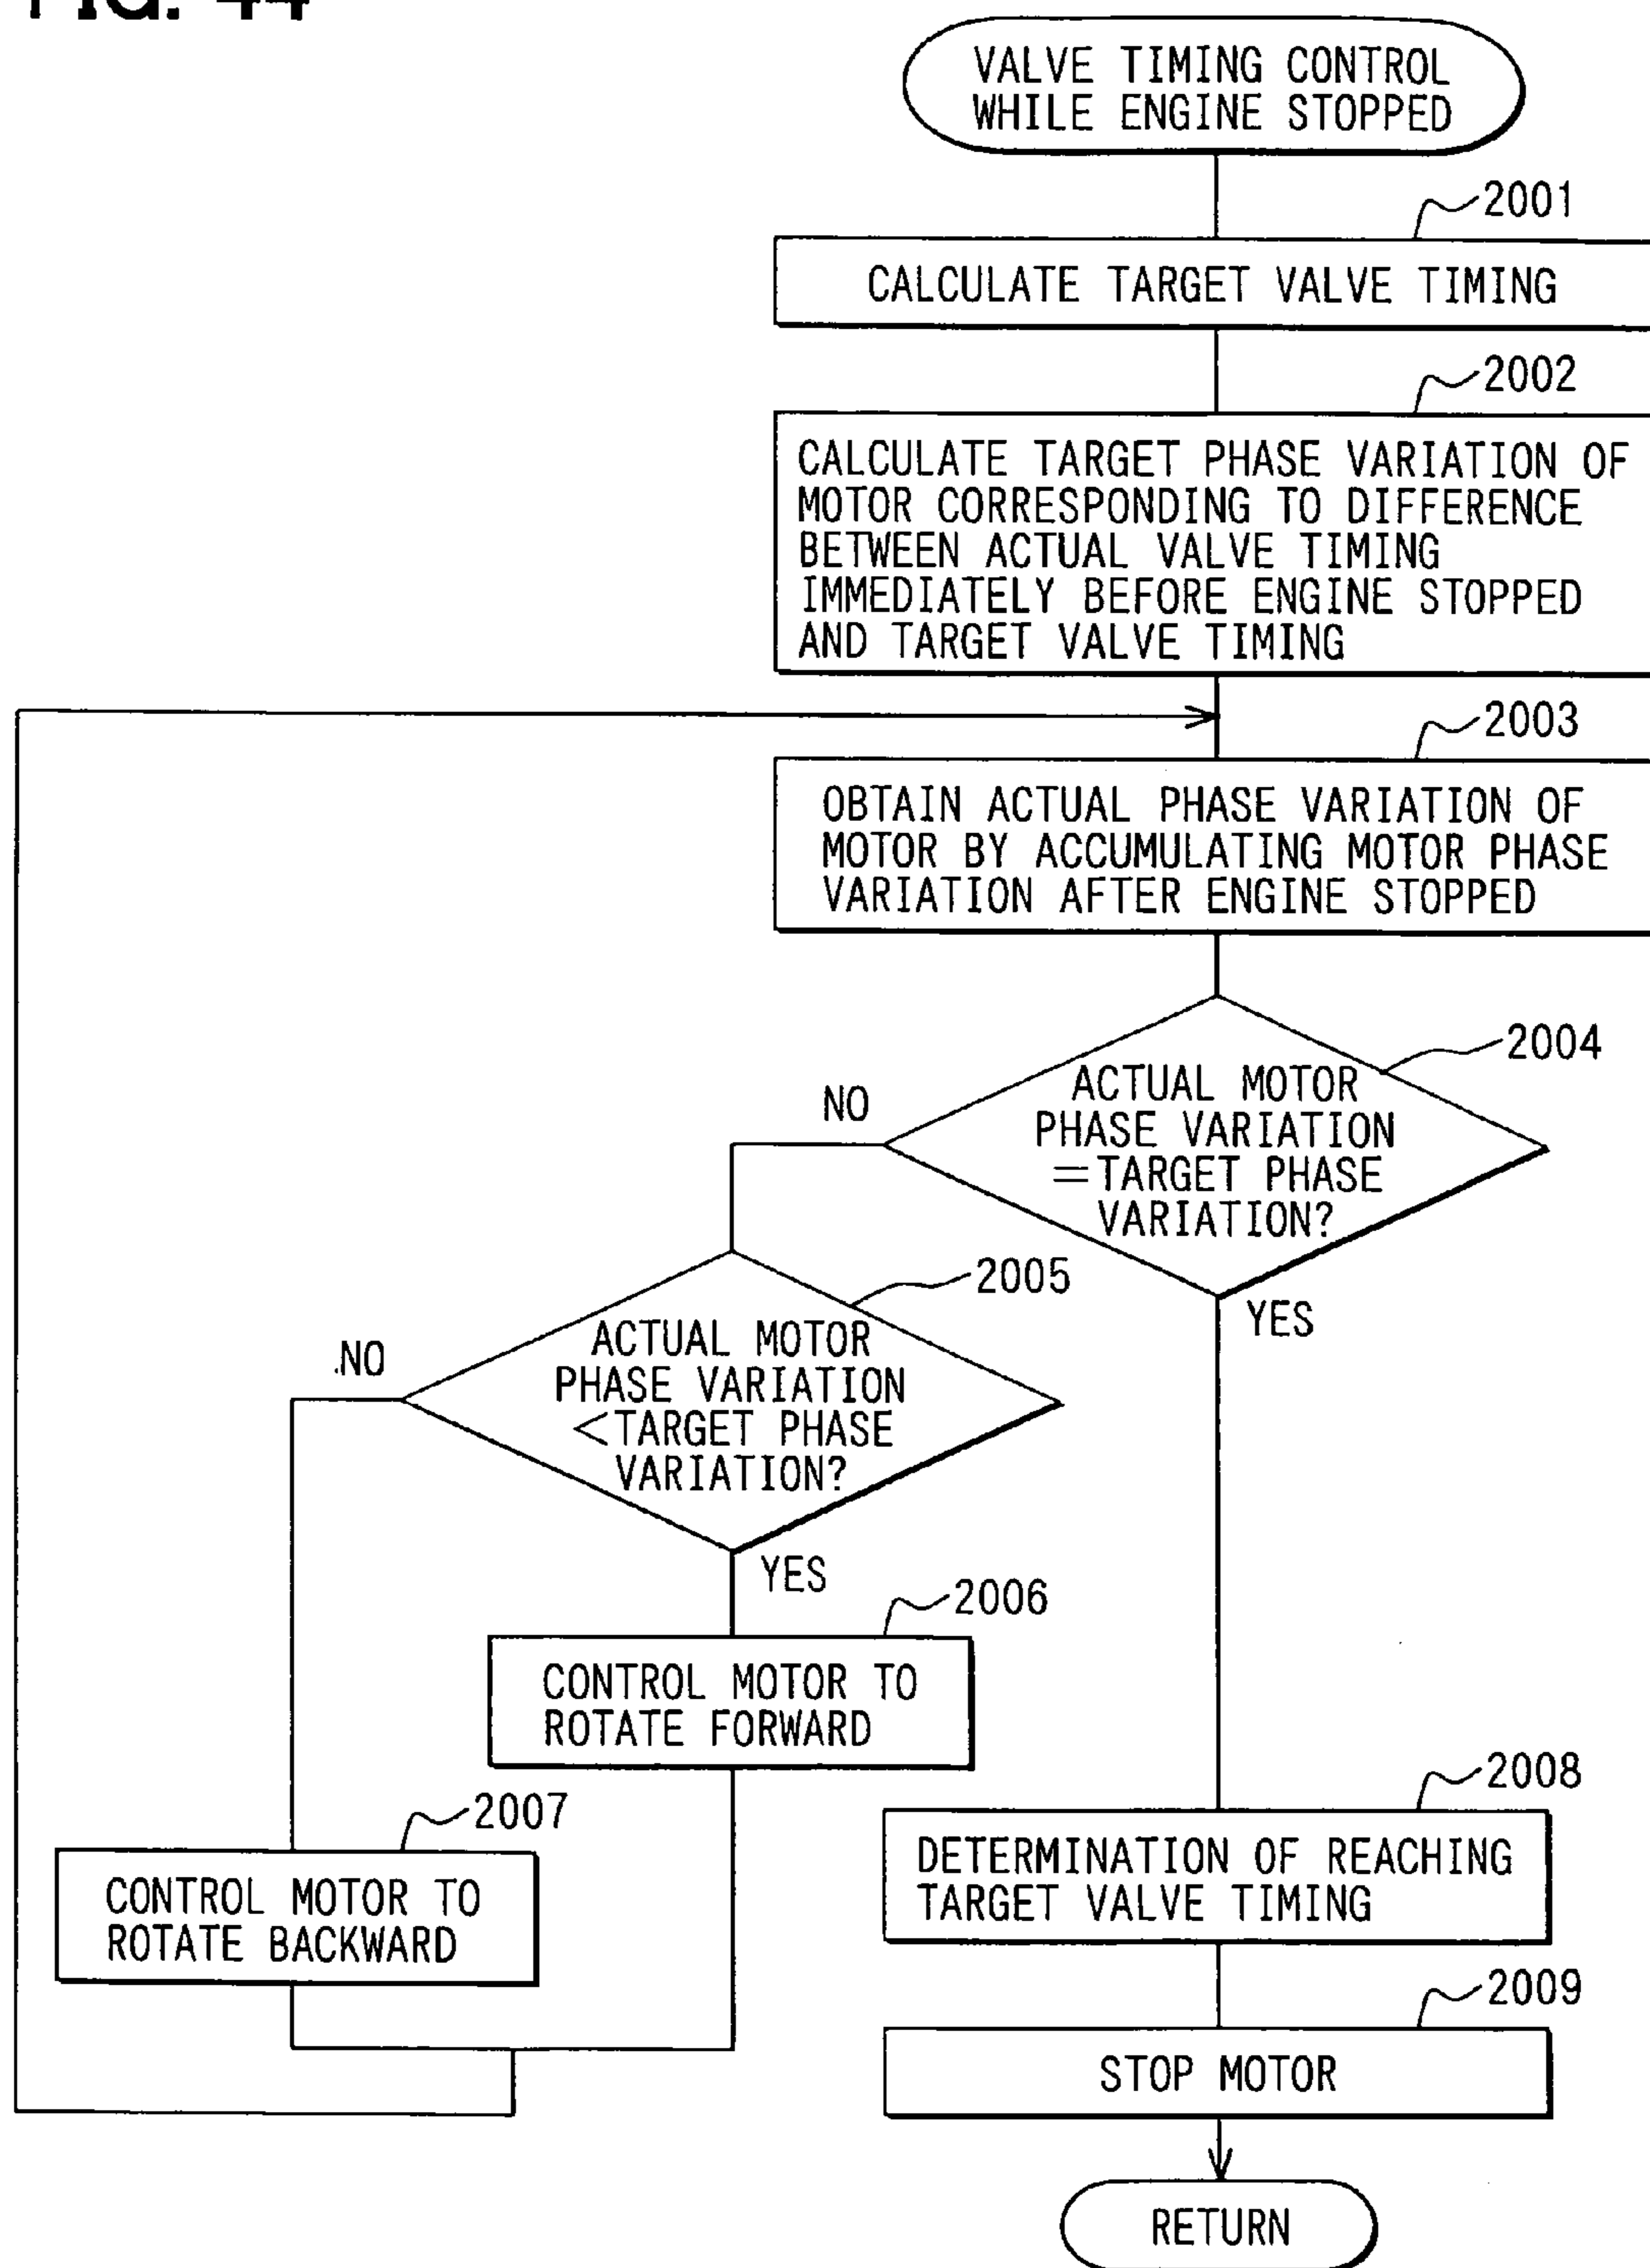 FIG. 44
VALVE TIMING CONTROL
WHILE ENGINE STOPPED
2001
CALCULATE TARGET VALVE TIMING
2002
CALCULATE TARGET PHASE VARIATION OF
MOTOR CORRESPONDING TO DIFFERENCE
BETWEEN ACTUAL VALVE TIMING
IMMEDIATELY BEFORE ENGINE STOPPED
AND TARGET VALVE TIMING
2003
OBTAIN ACTUAL PHASE VARIATION OF
MOTOR BY ACCUMULATING MOTOR PHASE
VARIATION AFTER ENGINE STOPPED
2004
ACTUAL MOTOR
PHASE VARIATION
=TARGET PHASE
VARIATION?
NO
YES
2005
ACTUAL MOTOR
PHASE VARIATION
<TARGET PHASE
VARIATION?
NO
YES
2006
CONTROL MOTOR TO
ROTATE FORWARD
2007
CONTROL MOTOR TO
ROTATE BACKWARD
2008
DETERMINATION OF REACHING
TARGET VALVE TIMING
2009
STOP MOTOR
RETURN